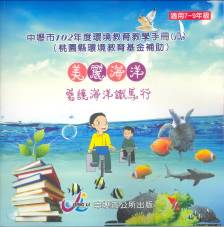 適用7~9年級
中壢市102年度環境教育教學手冊
(桃園縣環境教育基金補助)
美麗海洋
愛護海洋鐵馬行
中壢市公所出版